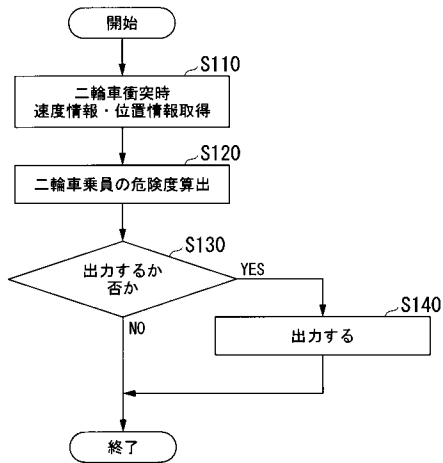 開始
S110
二輪車衝突時
速度情報・位置情報取得
S120
二輪車乗員の危険度算出
S130
出力するか
否か
YES
NO
S140
出力する
終了